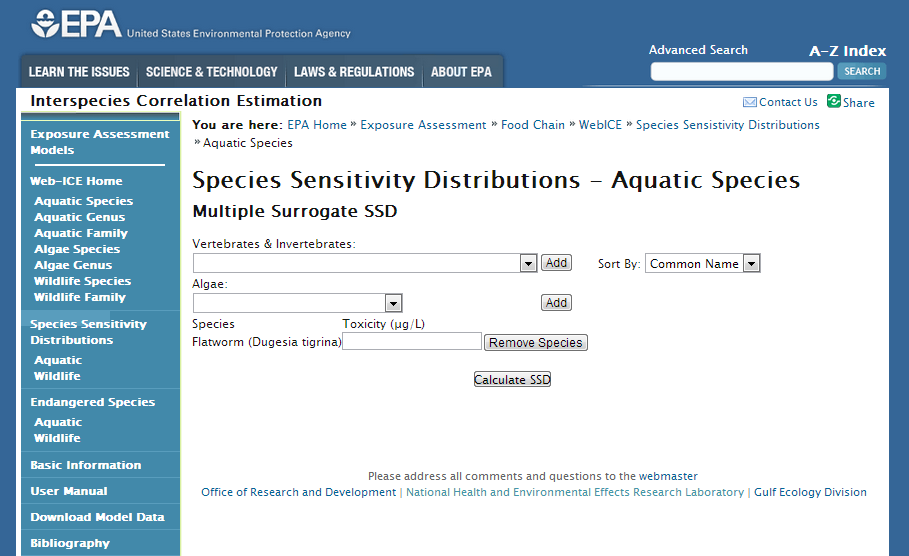 EPA United States Environmental Protection Agency
Advanced Search A-Z Index
LEARN THE ISSUES SCIENCE & TECHNOLOGY LAWS & REGULATIONS ABOUT EPA
SEARCH
Interspecies Correlation Estimation
Contact Us Share
Exposure Assessment
Models
Web-ICE Home
Aquatic Species
Aquatic Genus
Aquatic Family
Algae Species
Algae Genus
Wildlife Species
Wildlife Family
Species Sensitivity
Distributions
Aquatic
Wildlife
Endangered Species
Aquatic
Wildlife
Basic Information
User Manual
Download Model Data
Bibliography
You are here: EPA Home » Exposure Assessment » Food Chain » WebICE » Species Sensistivity Distributions
» Aquatic Species
Species Sensitivity Distributions - Aquatic Species
Multiple Surrogate SSD
Vertebrates & Invertebrates:
Add Sort By: Common Name
Algae:
Add
Species Toxicity (μg/L)
Flatworm (Dugesia tigrina) Remove Species
Calculate SSD
Please address all comments and questions to the webmaster
Office of Research and Development | National Health and Environmental Effects Research Laboratory | Gulf Ecology Division